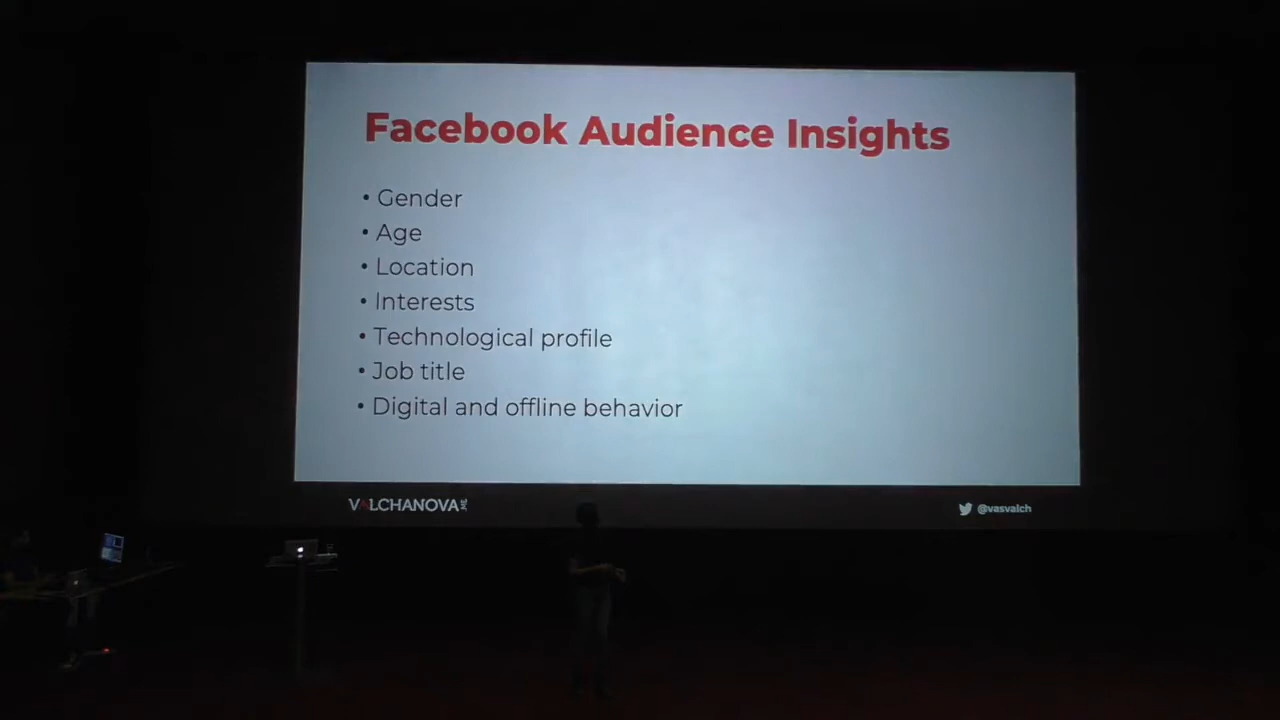 Facebook Audience Insights
• Gender
• Age
• Location
• Interests
• Technological profile
• Job title
• Digital and offline behavior
VALCHANOVA
@vasvalch